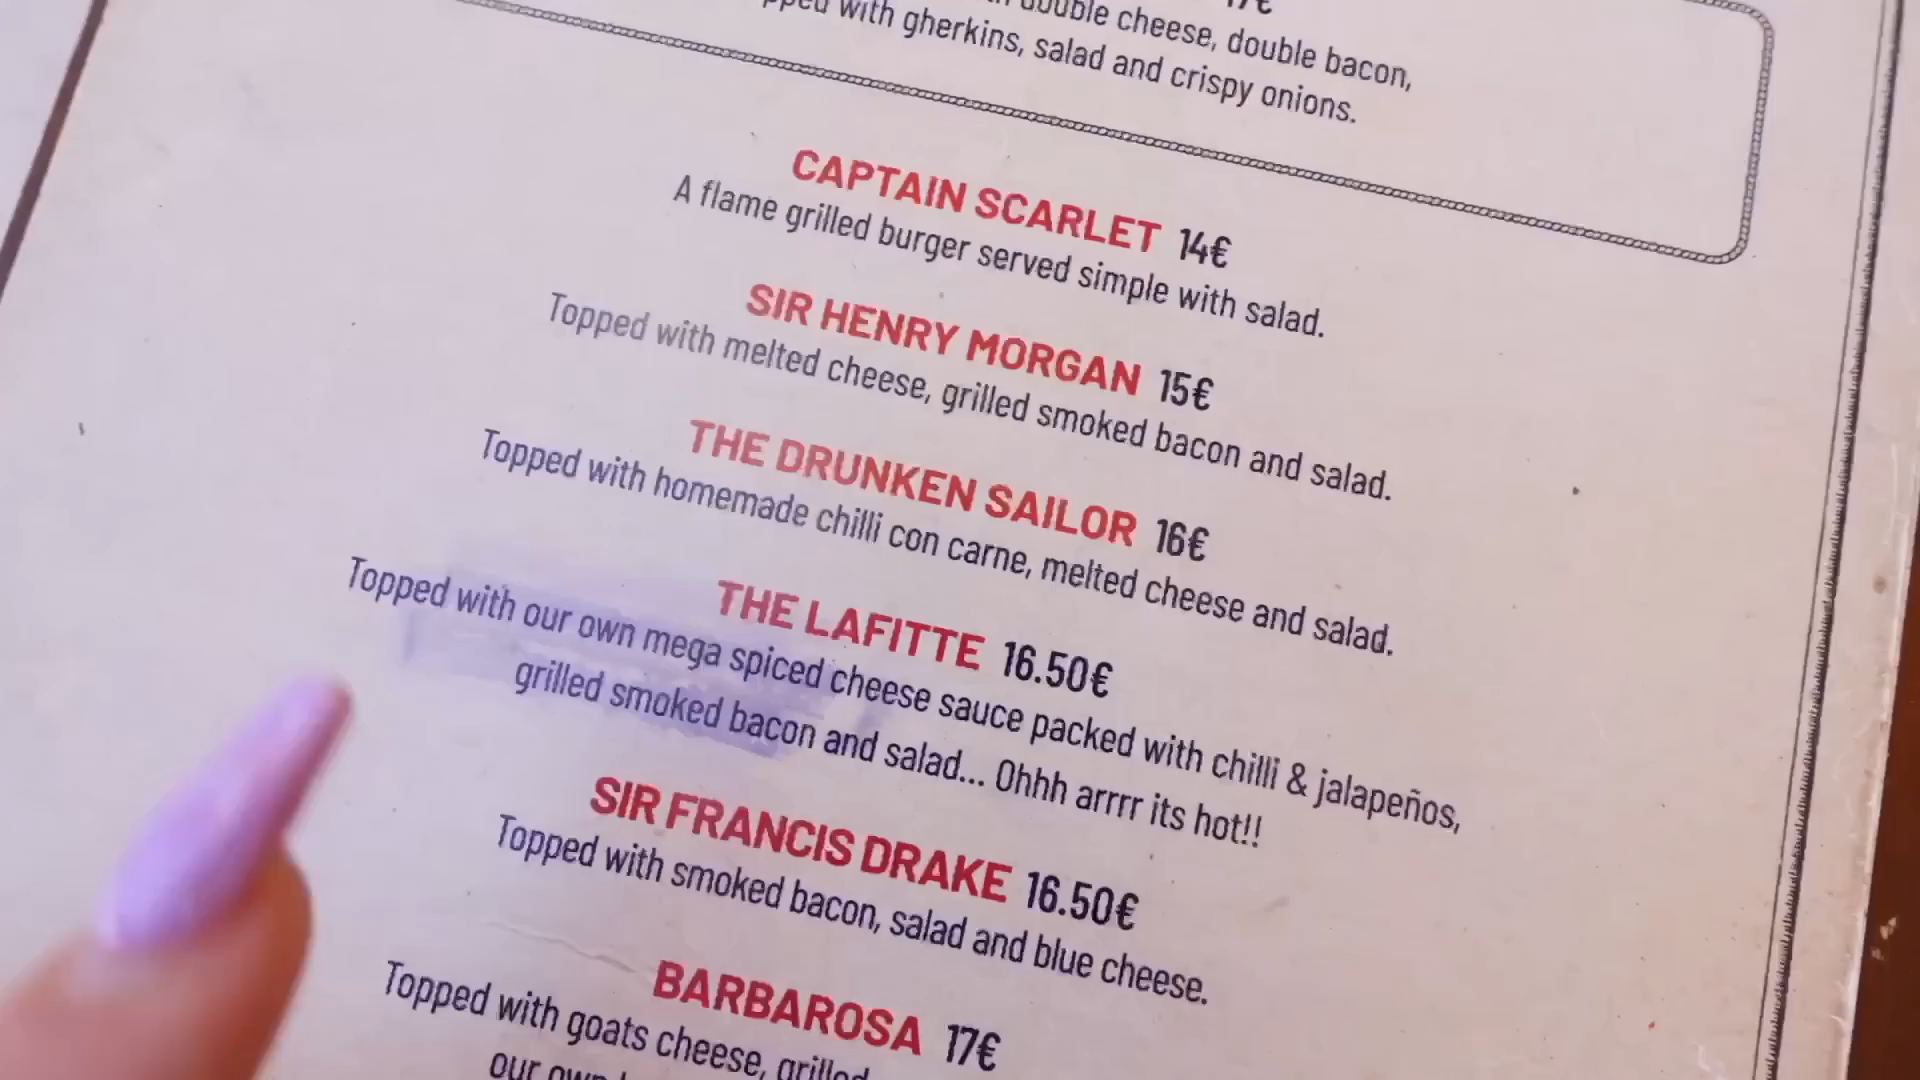 17€
double cheese, double bacon,
with gherkins, salad and crispy onions.
CAPTAIN SCARLET 14€
A flame grilled burger served simple with salad.
SIR HENRY MORGAN 15€
Topped with melted cheese, grilled smoked bacon and salad.
THE DRUNKEN SAILOR 16€
Topped with homemade chilli con carne, melted cheese and salad.
THE LAFITTE 16.50€
Topped with our own mega spiced cheese sauce packed with chilli & jalapeños,
grilled smoked bacon and salad... Ohhh arrrr its hot!!
SIR FRANCIS DRAKE 16.50€
Topped with smoked bacon, salad and blue cheese.
BARBAROSA 17€
Topped with goats cheese, grilled
our own